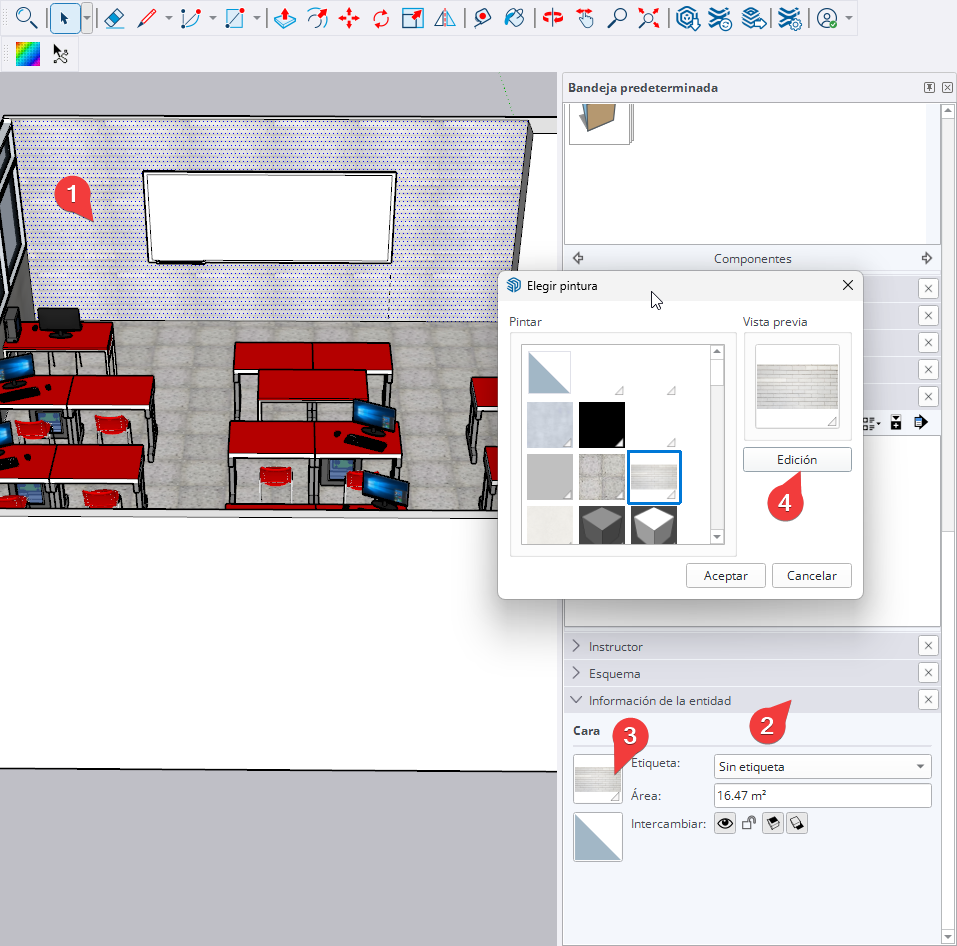 Bandeja predeterminada
1
Componentes
Elegir pintura
Pintar
Vista previa
Edición
4
Aceptar
Cancelar
Instructor
Esquema
Información de la entidad
2
Cara
3
Etiqueta:
Sin etiqueta
Área:
16.47 m²
Intercambiar: